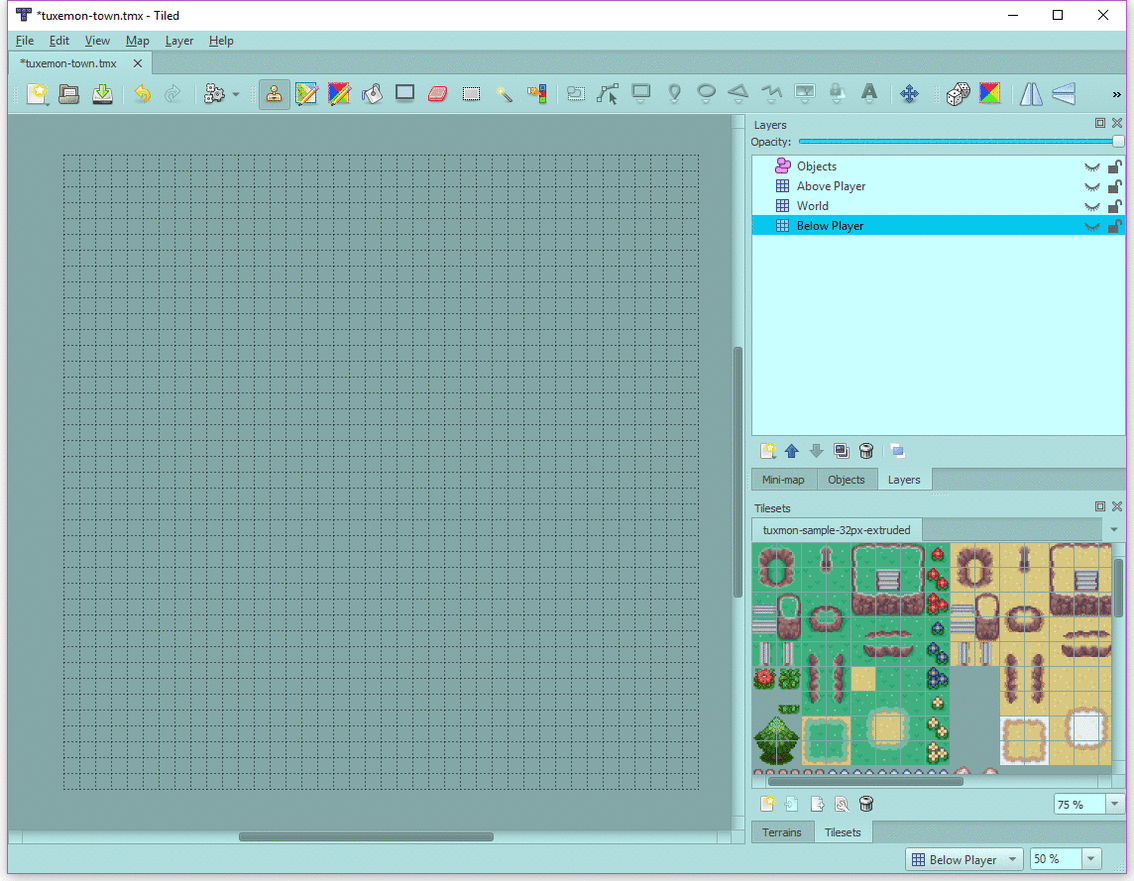 *tuxemon-town.tmx - Tiled
File Edit View Map Layer Help
*tuxemon-town.tmx
A
»
Layers
Opacity:
Objects
Above Player
World
Below Player
Mini-map Objects Layers
Tilesets
tuxmon-sample-32px-extruded
75 %
Terrains Tilesets
Below Player 50 %